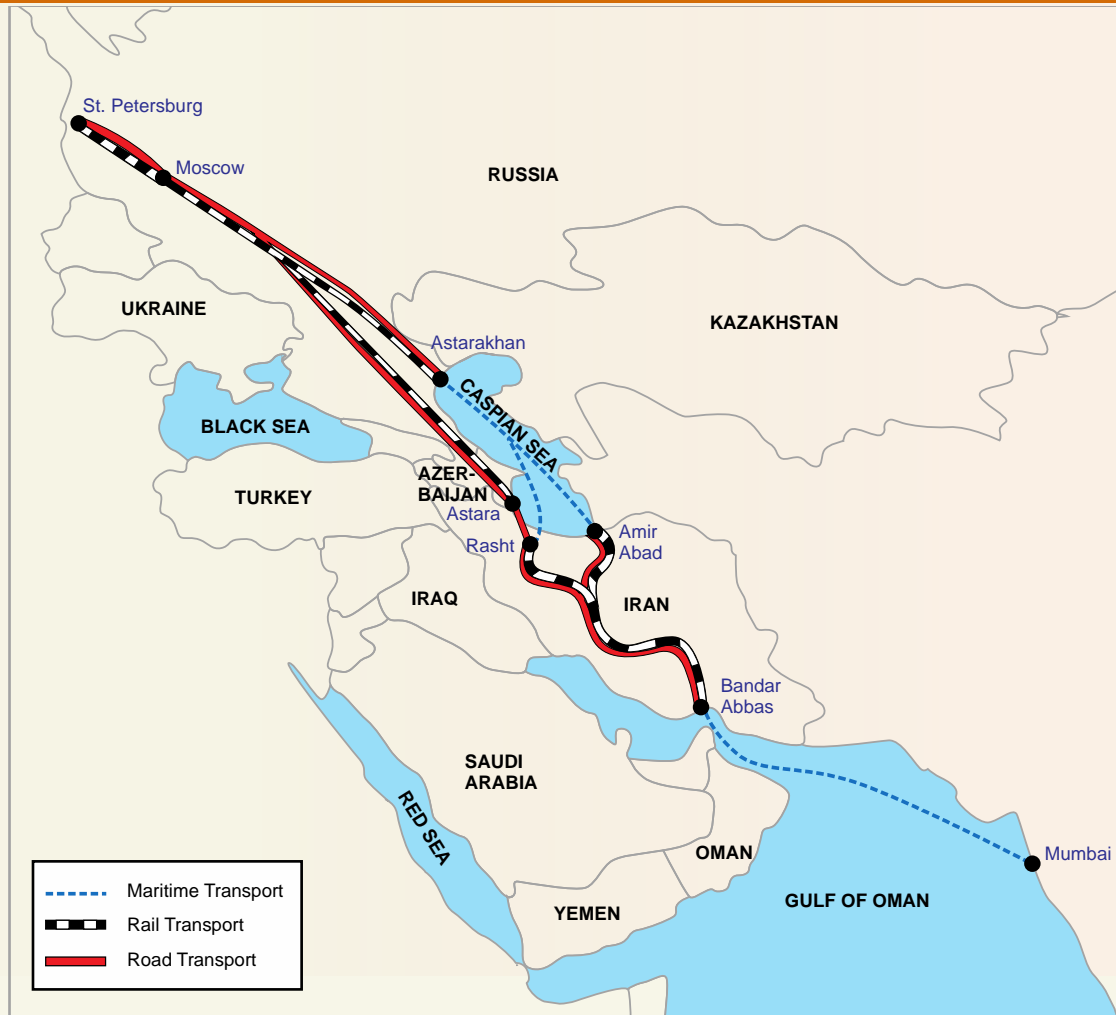 St. Petersburg
Moscow
RUSSIA
UKRAINE
KAZAKHSTAN
Astarakhan
CASPIAN SEA
BLACK SEA
AZER-
BAIJAN
TURKEY
Astara
Rasht
Amir
Abad
IRAQ
IRAN
Bandar
Abbas
SAUDI
ARABIA
RED SEA
OMAN
Mumbai
GULF OF OMAN
YEMEN
Maritime Transport
Rail Transport
Road Transport